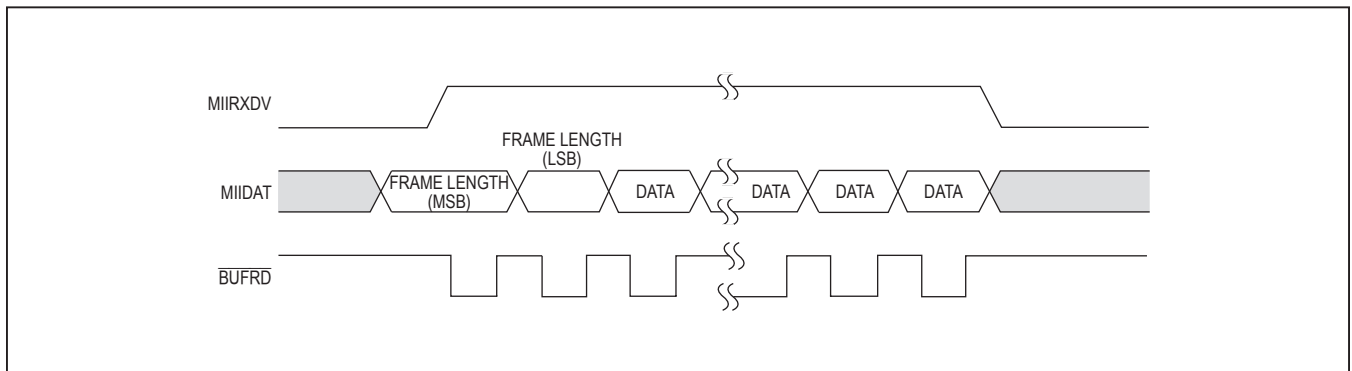 MIIRXDV
FRAME LENGTH
(LSB)
MIIDAT
FRAME LENGTH
(MSB)
DATA
DATA
DATA
DATA
BUFRD